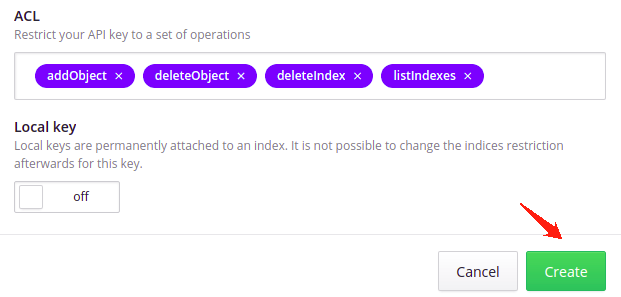 ACL
Restrict your API key to a set of operations
addObject × deleteObject × deleteIndex × listIndexes ×
Local key
Local keys are permanently attached to an index. It is not possible to change the indices restriction
afterwards for this key.
off
Cancel Create